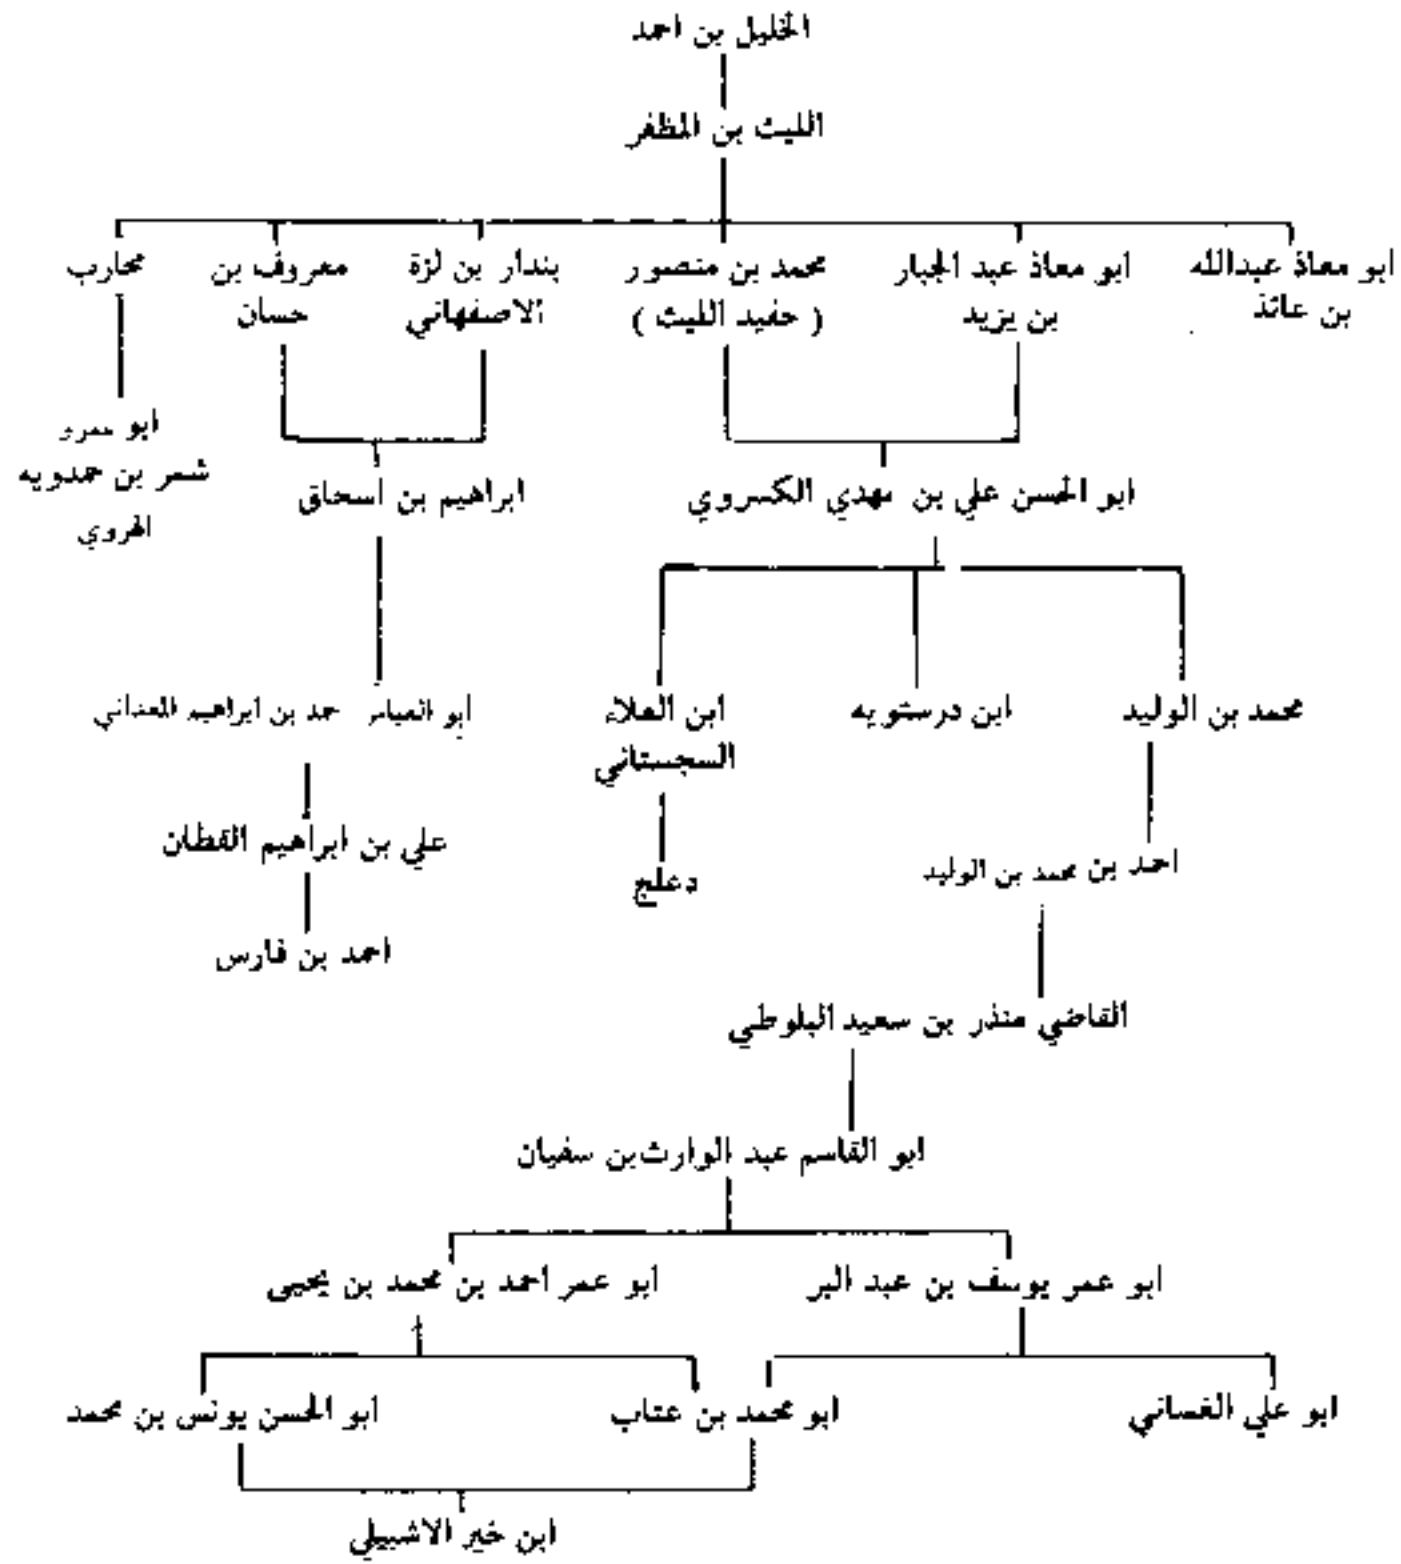 الخليل بن احمد
الليث بن المظفر
ابو معاذ عبدالله
بن عائذ
ابو معاذ عبد الجبار
بن يزيد
محمد بن منصور
( حفيد الليث )
بندار بن لزة
الاصفهاني
معروف بن
حسان
محارب
ابو عمرو
شمر بن حمدويه
الهروي
ابو الحسن علي بن مهدي الكسروي
ابراهيم بن اسحاق
محمد بن الوليد
ابن درستويه
ابن العلاء
السجستاني
ابو العباس حمد بن ابراهيم المعداني
احمد بن محمد بن الوليد
دعلج
علي بن ابراهيم القطان
احمد بن فارس
القاضي منذر بن سعيد البلوطي
ابو القاسم عبد الوارث بن سفيان
ابو عمر يوسف بن عبد البر
ابو عمر احمد بن محمد بن يحيى
ابو علي الغساني
ابو محمد بن عتاب
ابو الحسن يونس بن محمد
ابن خير الاشبيلي